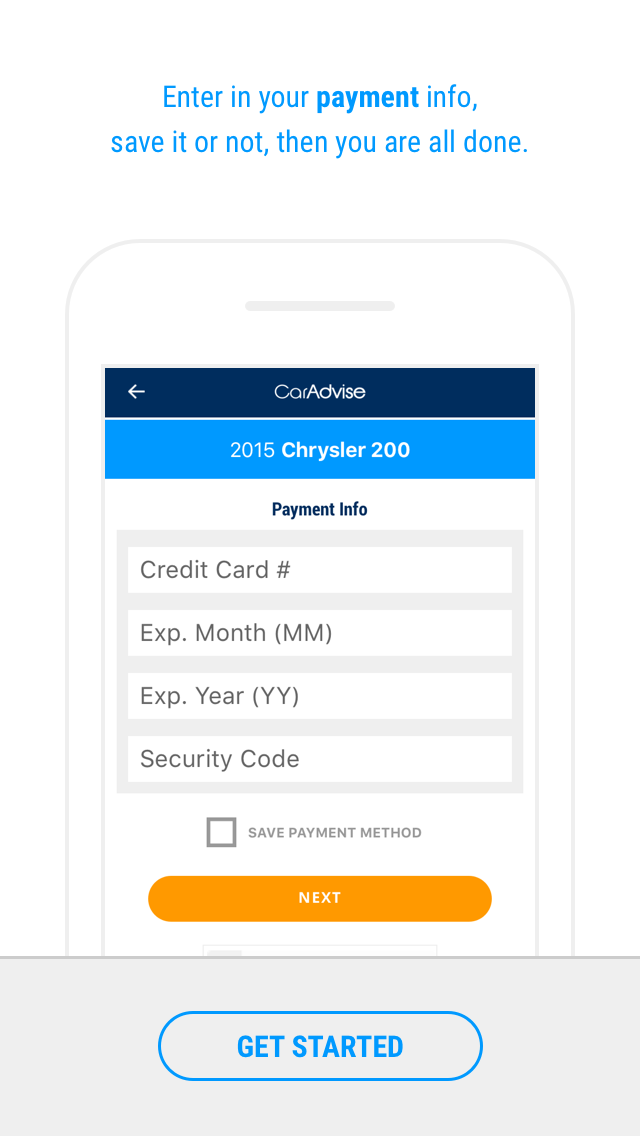 Enter in your payment info,
save it or not, then you are all done.
CarAdvise
2015 Chrysler 200
Payment Info
Credit Card #
Exp. Month (MM)
Exp. Year (YY)
Security Code
SAVE PAYMENT METHOD
NEXT
GET STARTED